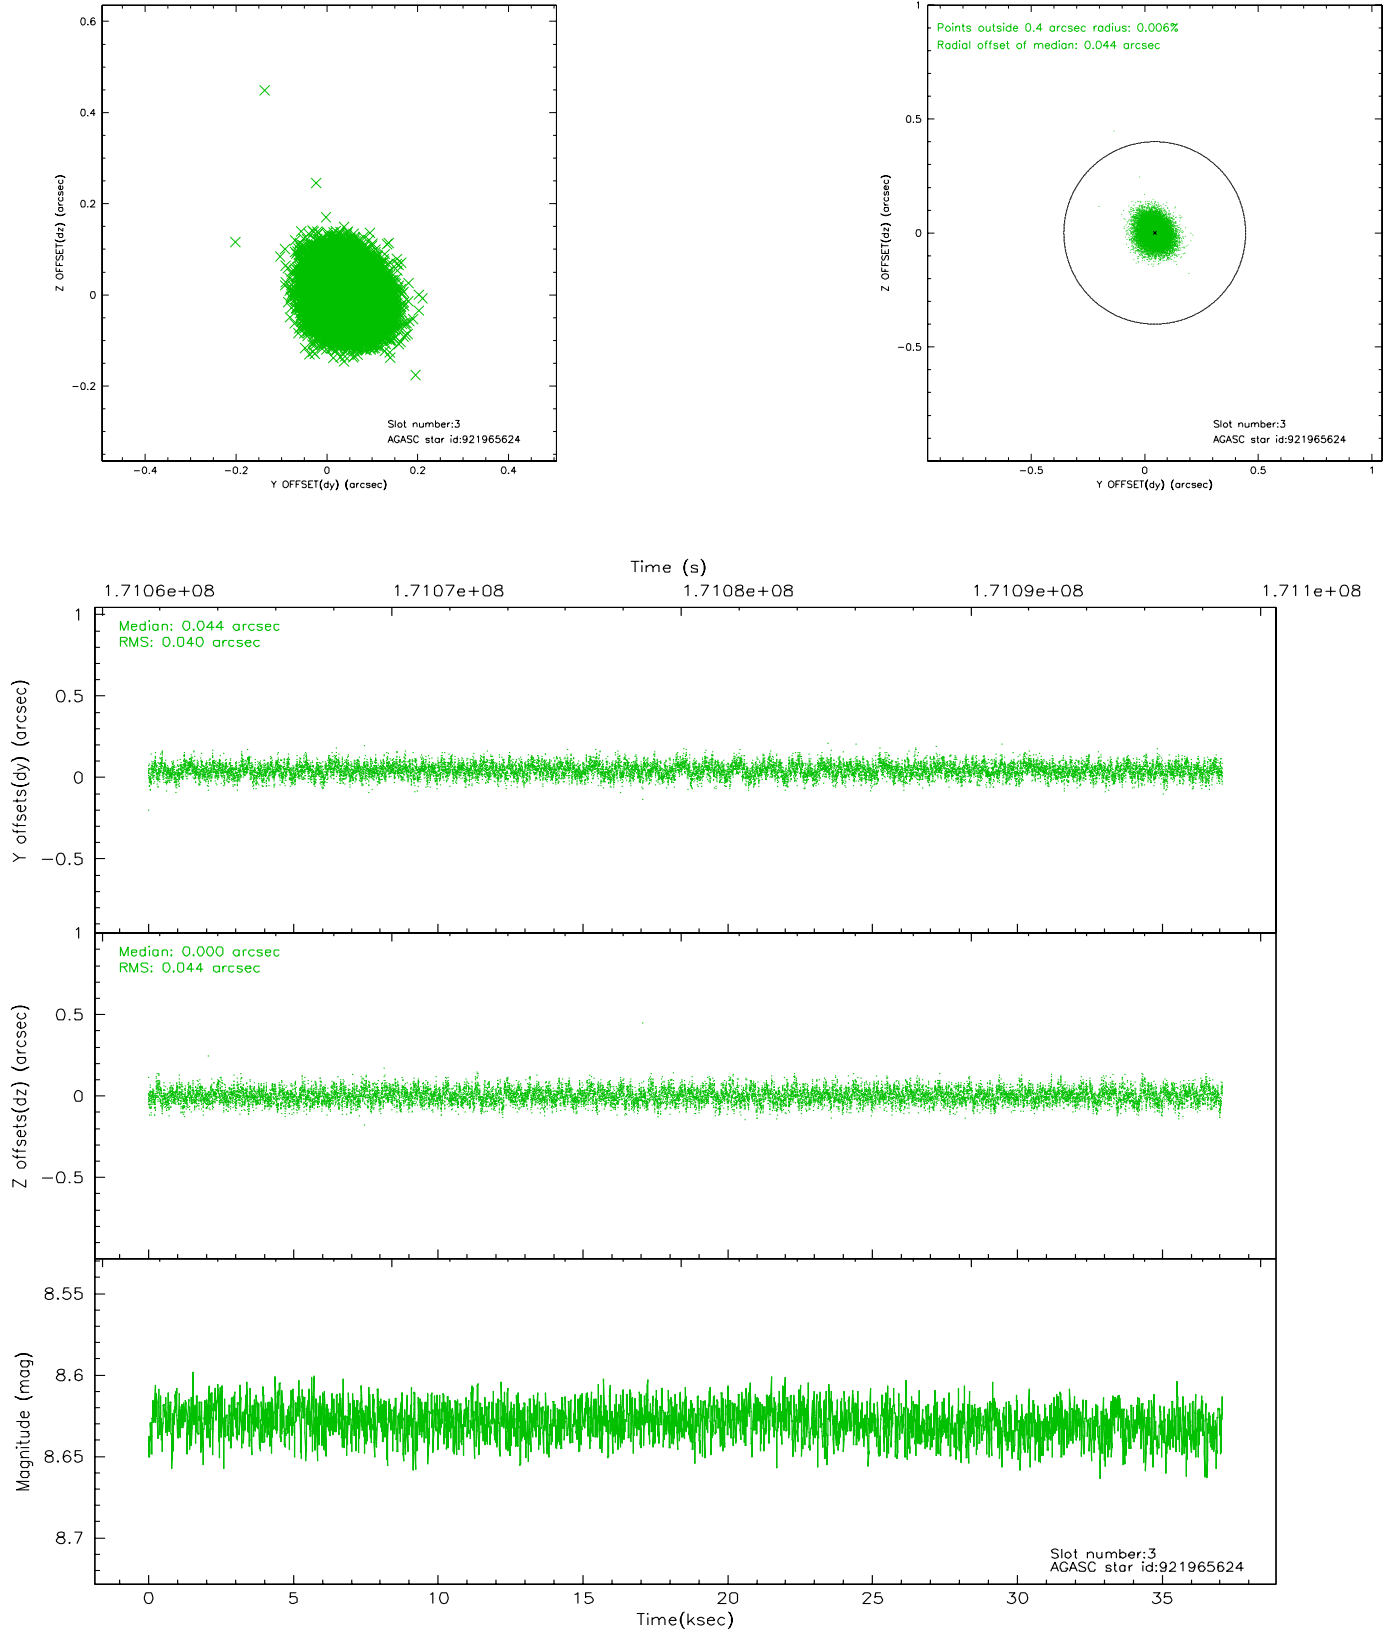 0.6
0.4
0.2
0
−0.2
Z OFFSET(dz) (arcsec)
Slot number:3
AGASC star id:921965624
−0.4
−0.2
0
0.2
0.4
Y OFFSET(dy) (arcsec)
1
0.5
0
−0.5
Z OFFSET(dz) (arcsec)
Points outside 0.4 arcsec radius: 0.006%
Radial offset of median: 0.044 arcsec
Slot number:3
AGASC star id:921965624
−0.5
0
0.5
1
Y OFFSET(dy) (arcsec)
Time (s)
1.7106e+08
1.7107e+08
1.7108e+08
1.7109e+08
1.711e+08
1
0.5
0
−0.5
Y offsets(dy) (arcsec)
Median: 0.044 arcsec
RMS: 0.040 arcsec
1
0.5
0
−0.5
Z offsets(dz) (arcsec)
Median: 0.000 arcsec
RMS: 0.044 arcsec
8.55
8.6
8.65
8.7
Magnitude (mag)
Slot number:3
AGASC star id:921965624
0
5
10
15
20
25
30
35
Time(ksec)